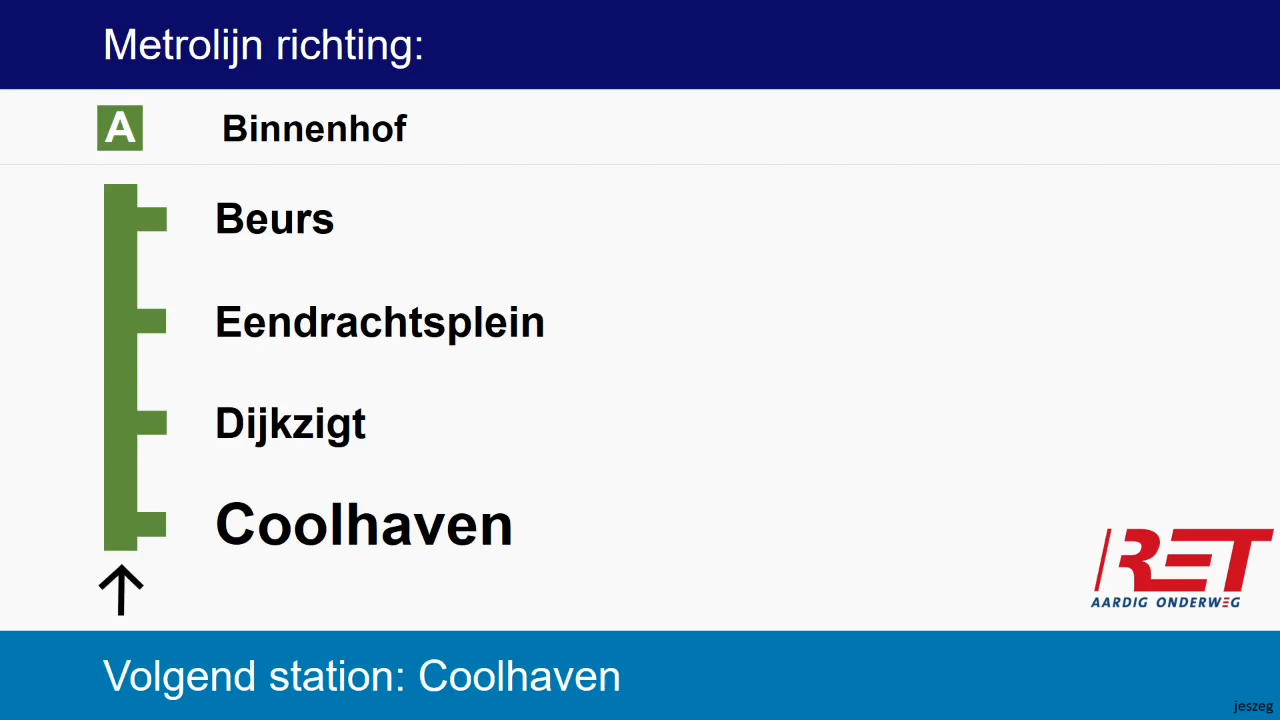 Metrolijn richting:
A Binnenhof
Beurs
Eendrachtsplein
Dijkzigt
Coolhaven
RET
AARDIG ONDERWEG
Volgend station: Coolhaven
jeszeg